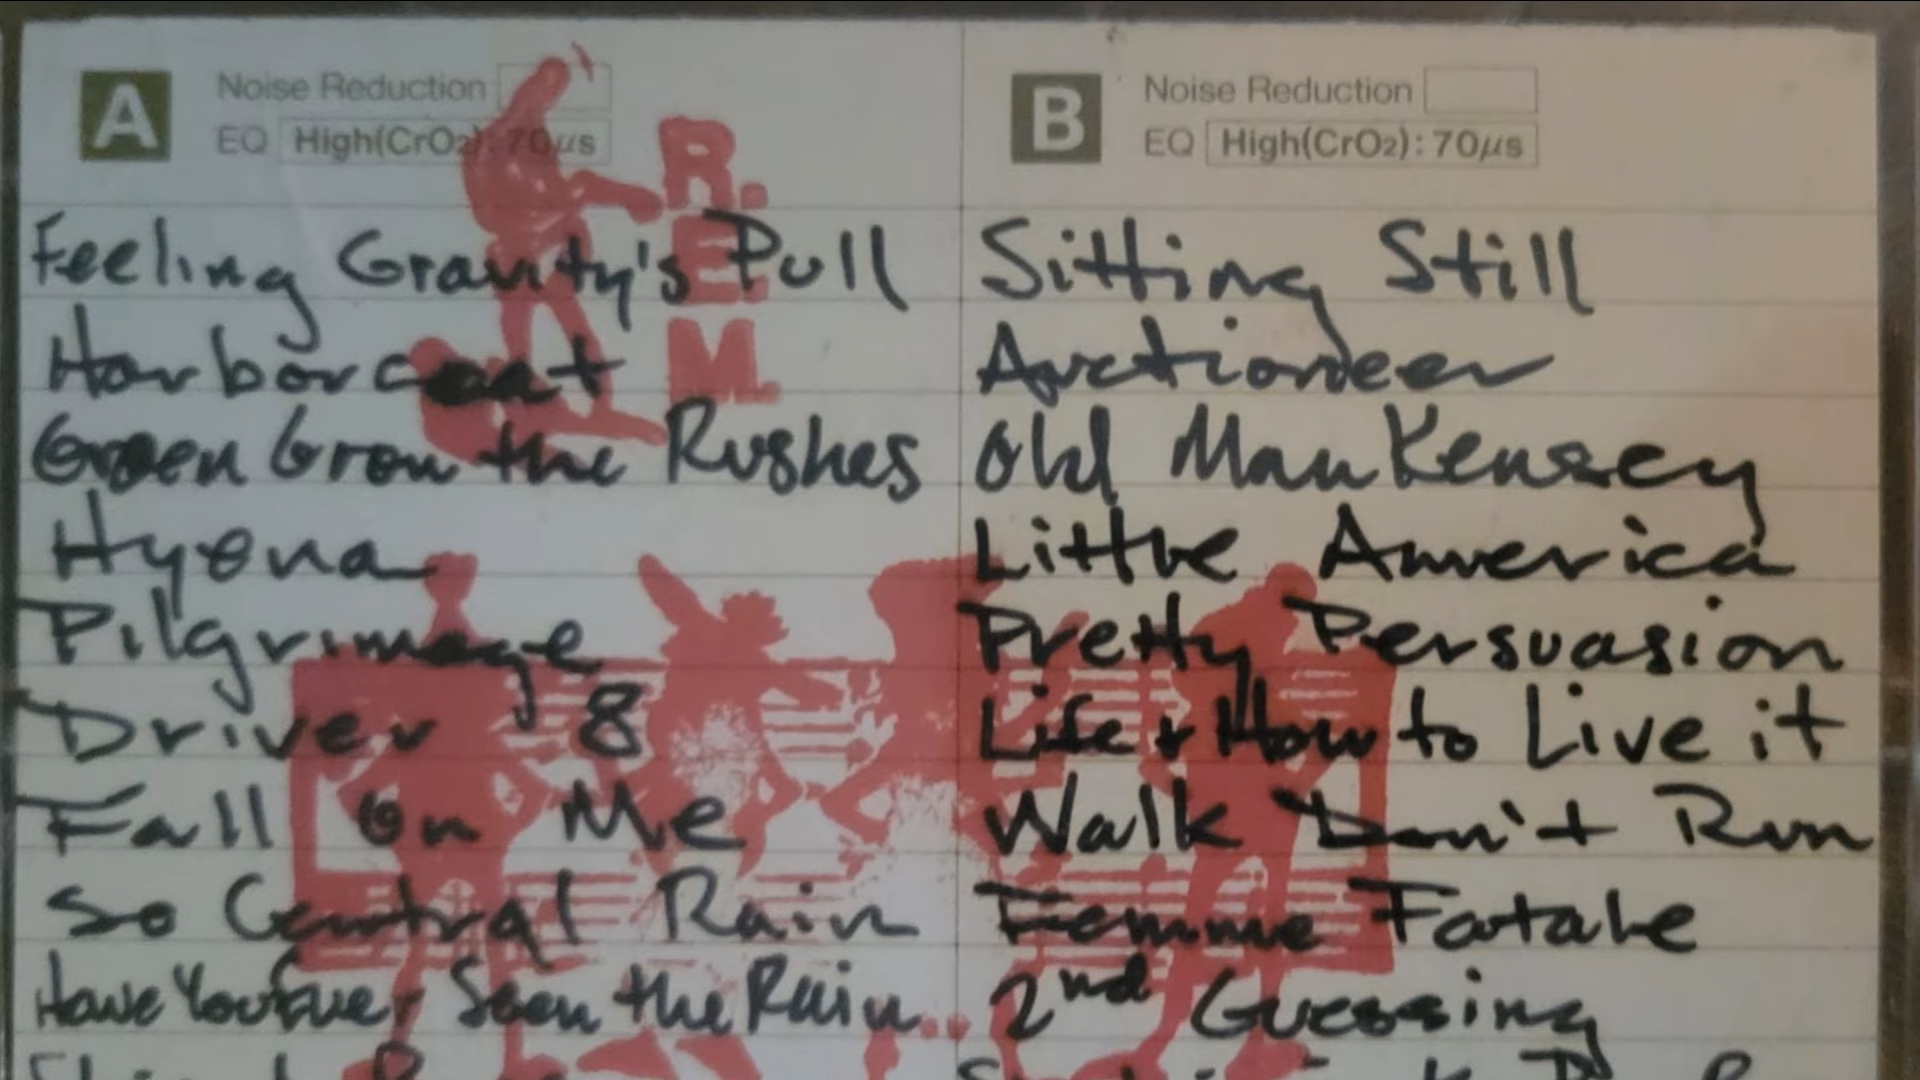 A
Noise Reduction
EQ High(CrO2): 70µs
R.
E.
M.
Feeling Gravity's Pull
Harborcoat
Green Grow the Rushes
Hyena
Pilgrimage
Driver 8
Fall On Me
So Central Rain
Have You Ever Seen the Rain
B
Noise Reduction
EQ High(CrO2): 70µs
Sitting Still
Auctioneer
Old Man Kensey
Little America
Pretty Persuasion
Life + How to Live it
Walk Don't Run
Femme Fatale
2nd Guessing